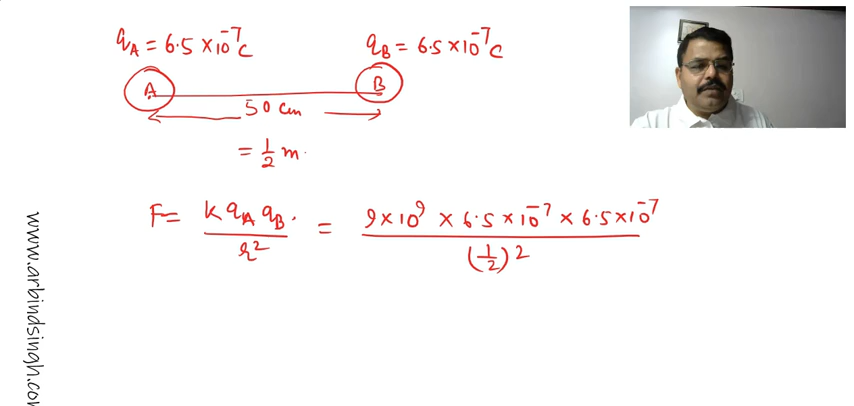 qA = 6.5 × 10⁻⁷ C
qB = 6.5 × 10⁻⁷ C
A
B
50 cm
= 1/2 m.
F = K qA qB / r² = 9 × 10⁹ × 6.5 × 10⁻⁷ × 6.5 × 10⁻⁷ / (1/2)²
www.arbindsingh.co